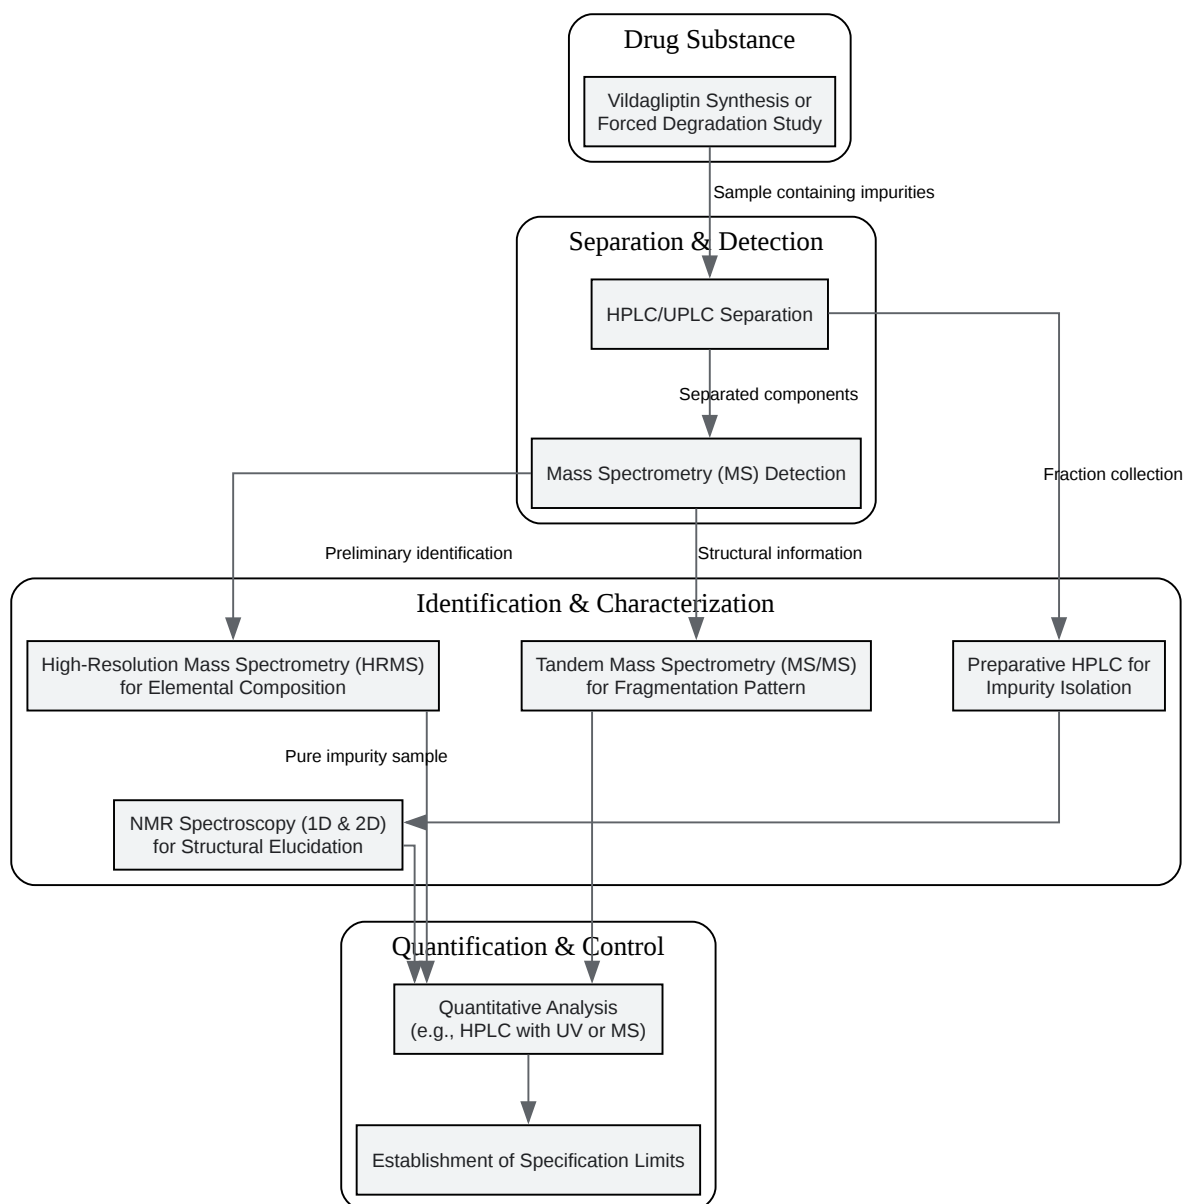 Drug Substance
Vildagliptin Synthesis or
Forced Degradation Study
Sample containing impurities
Separation & Detection
HPLC/UPLC Separation
Separated components
Mass Spectrometry (MS) Detection
Fraction collection
Preliminary identification
Structural information
Identification & Characterization
High-Resolution Mass Spectrometry (HRMS)
for Elemental Composition
Tandem Mass Spectrometry (MS/MS)
for Fragmentation Pattern
Preparative HPLC for
Impurity Isolation
Pure impurity sample
NMR Spectroscopy (1D & 2D)
for Structural Elucidation
Quantification & Control
Quantitative Analysis
(e.g., HPLC with UV or MS)
Establishment of Specification Limits